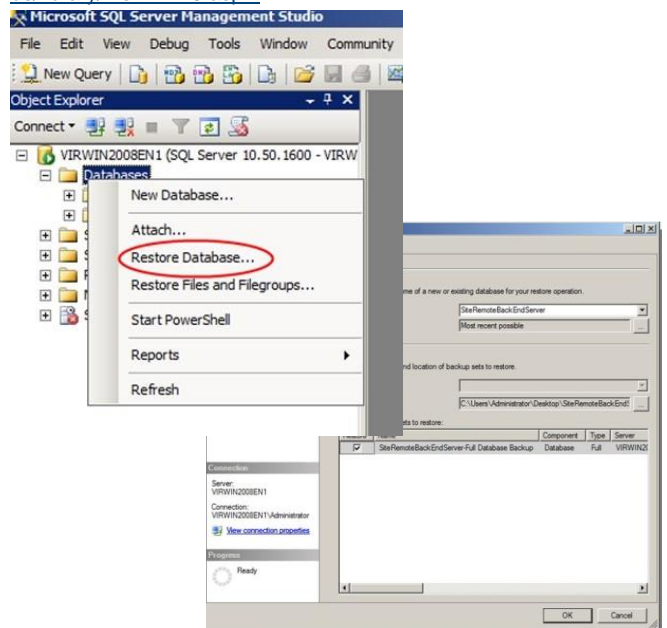 Microsoft SQL Server Management Studio
File Edit View Debug Tools Window Community
New Query
Object Explorer
Connect
VIRWIN2008EN1 (SQL Server 10.50.1600 - VIRW
Databases
New Database...
Attach...
Restore Database...
Restore Files and Filegroups...
Start PowerShell
Reports
Refresh
me of a new or existing database for your restore operation.
SiteRemoteBackEndServer
Most recent possible
...
nd location of backup sets to restore.
C:\Users\Administrator\Desktop\SiteRemoteBackEndS
...
ets to restore:
Name Component Type Server
SiteRemoteBackEndServer-Full Database Backup Database Full VIRWIN20
Connection
Server:
VIRWIN2008EN1
Connection:
VIRWIN2008EN1\Administrator
View connection properties
Progress
Ready
OK Cancel